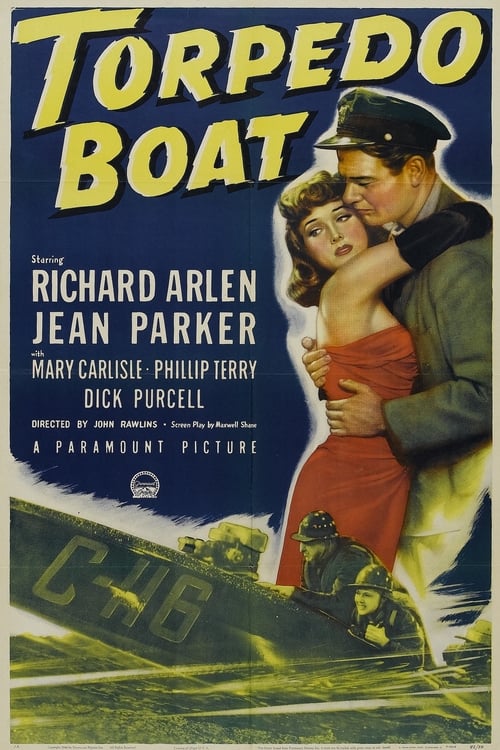 TORPEDO
BOAT
Starring
RICHARD ARLEN
JEAN PARKER
with
MARY CARLISLE · PHILLIP TERRY
DICK PURCELL
DIRECTED BY JOHN RAWLINS · Screen Play by Maxwell Shane
A PARAMOUNT PICTURE
Paramount
C-H6